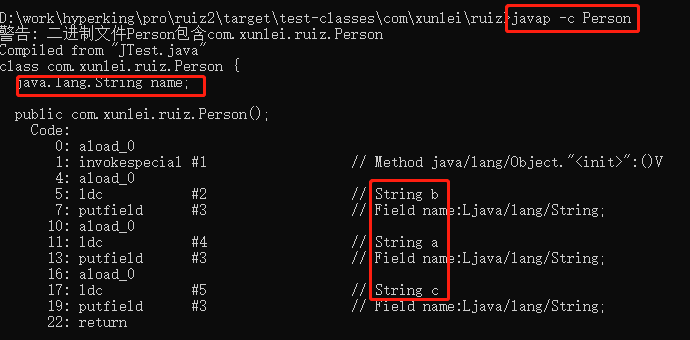 D:\work\hyperking\pro\ruiz2\target\test-classes\com\xunlei\ruiz>javap -c Person
警告: 二进制文件Person包含com.xunlei.ruiz.Person
Compiled from "JTest.java"
class com.xunlei.ruiz.Person {
  java.lang.String name;
  public com.xunlei.ruiz.Person();
    Code:
       0: aload_0
       1: invokespecial #1                  // Method java/lang/Object."<init>":()V
       4: aload_0
       5: ldc           #2                  // String b
       7: putfield      #3                  // Field name:Ljava/lang/String;
      10: aload_0
      11: ldc           #4                  // String a
      13: putfield      #3                  // Field name:Ljava/lang/String;
      16: aload_0
      17: ldc           #5                  // String c
      19: putfield      #3                  // Field name:Ljava/lang/String;
      22: return